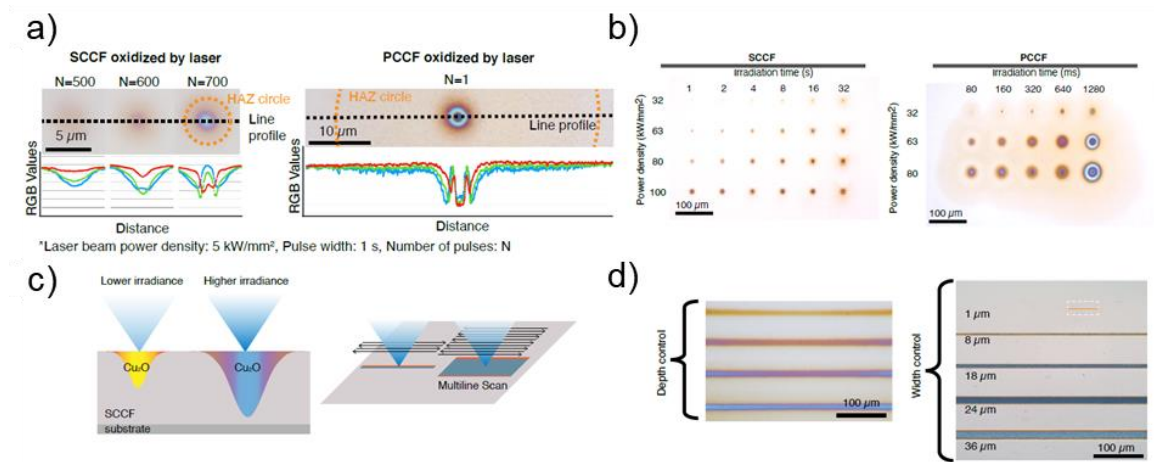 a)
SCCF oxidized by laser
N=500
N=600
N=700
HAZ circle
Line
profile
5 µm
RGB Values
PCCF oxidized by laser
N=1
HAZ circle
Line profile
10 µm
RGB Values
Distance
Distance
*Laser beam power density: 5 kW/mm², Pulse width: 1 s, Number of pulses: N
b)
SCCF
Irradiation time (s)
1 2 4 8 16 32
Power density (kW/mm2)
32
63
80
100
100 µm
PCCF
Irradiation time (ms)
80 160 320 640 1280
Power density (kW/mm²)
32
63
80
100 µm
c)
Lower irradiance
Higher irradiance
Cu₂O
Cu₂O
SCCF
substrate
Multiline Scan
d)
Depth control
100 µm
Width control
1 µm
8 µm
18 µm
24 µm
36 µm
100 µm